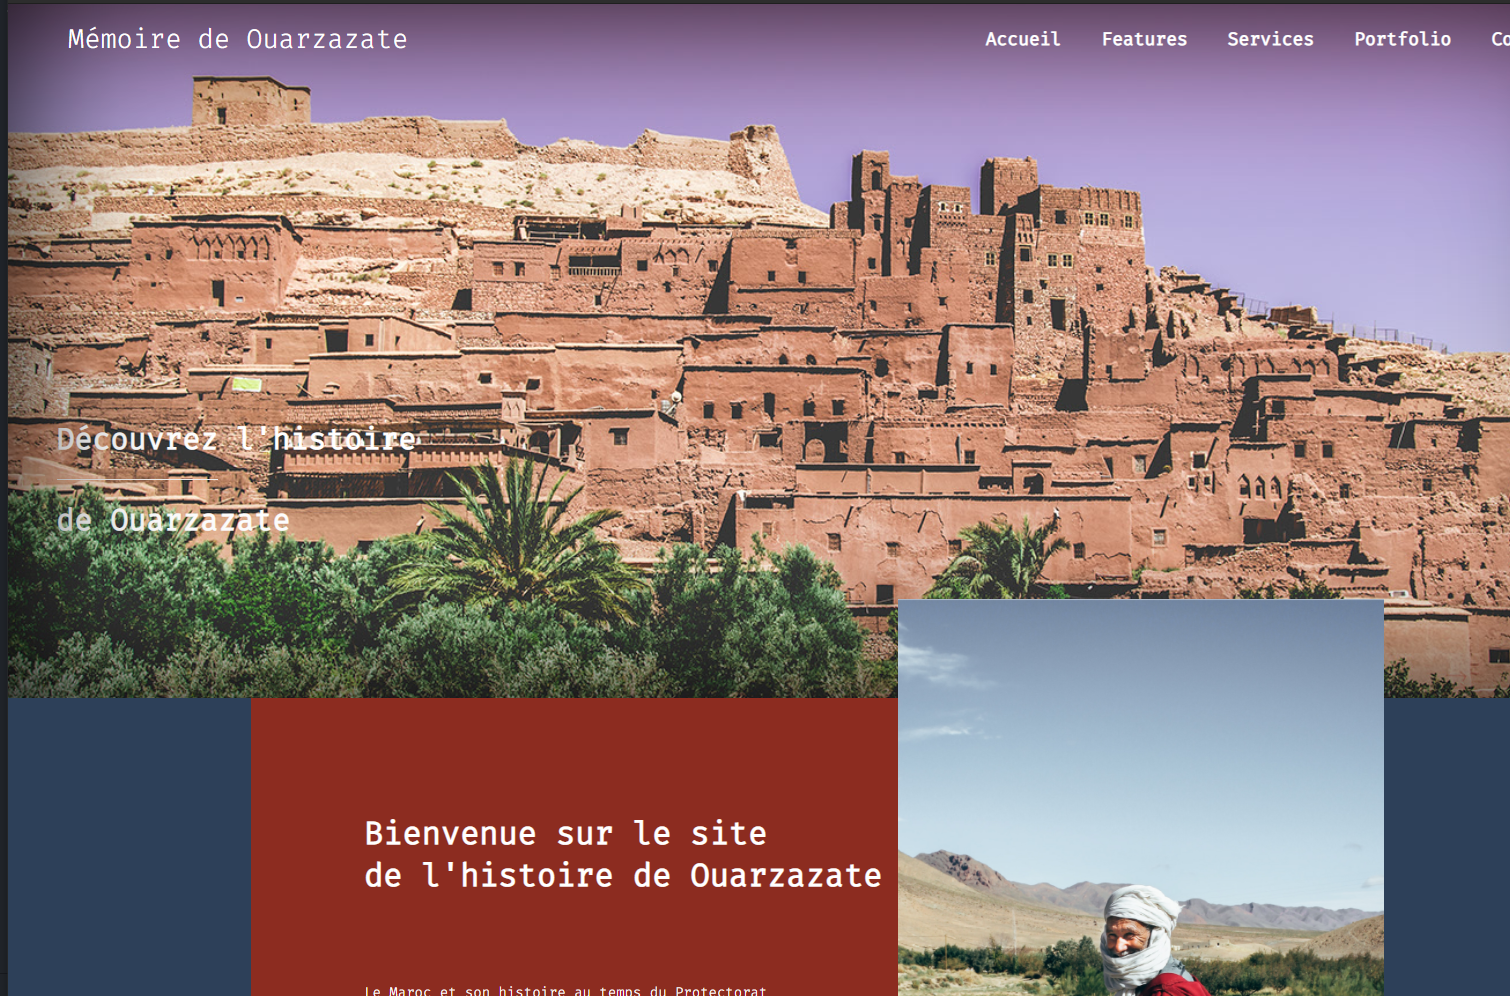 Mémoire de Ouarzazate
Accueil Features Services Portfolio Co
Découvrez l'histoire
de Ouarzazate
Bienvenue sur le site
de l'histoire de Ouarzazate
Le Maroc et son histoire au temps du Protectorat